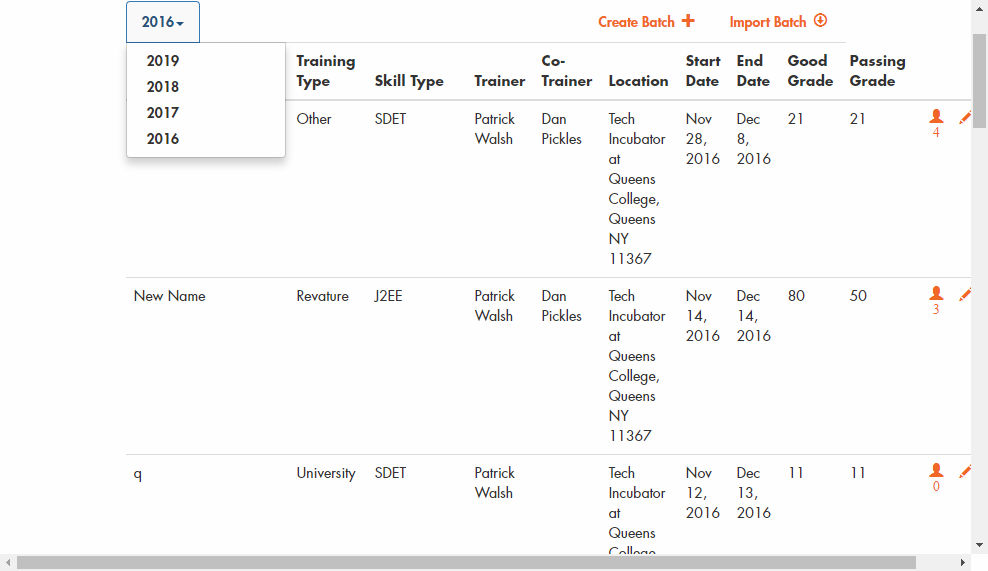 2016
Create Batch
Import Batch
2019
2018
2017
2016
Training Type
Skill Type
Trainer
Co-Trainer
Location
Start Date
End Date
Good Grade
Passing Grade
Other
SDET
Patrick Walsh
Dan Pickles
Tech Incubator at Queens College, Queens NY 11367
Nov 28, 2016
Dec 8, 2016
21
21
4
New Name
Revature
J2EE
Patrick Walsh
Dan Pickles
Tech Incubator at Queens College, Queens NY 11367
Nov 14, 2016
Dec 14, 2016
80
50
3
q
University
SDET
Patrick Walsh
Tech Incubator at Queens College
Nov 12, 2016
Dec 13, 2016
11
11
0